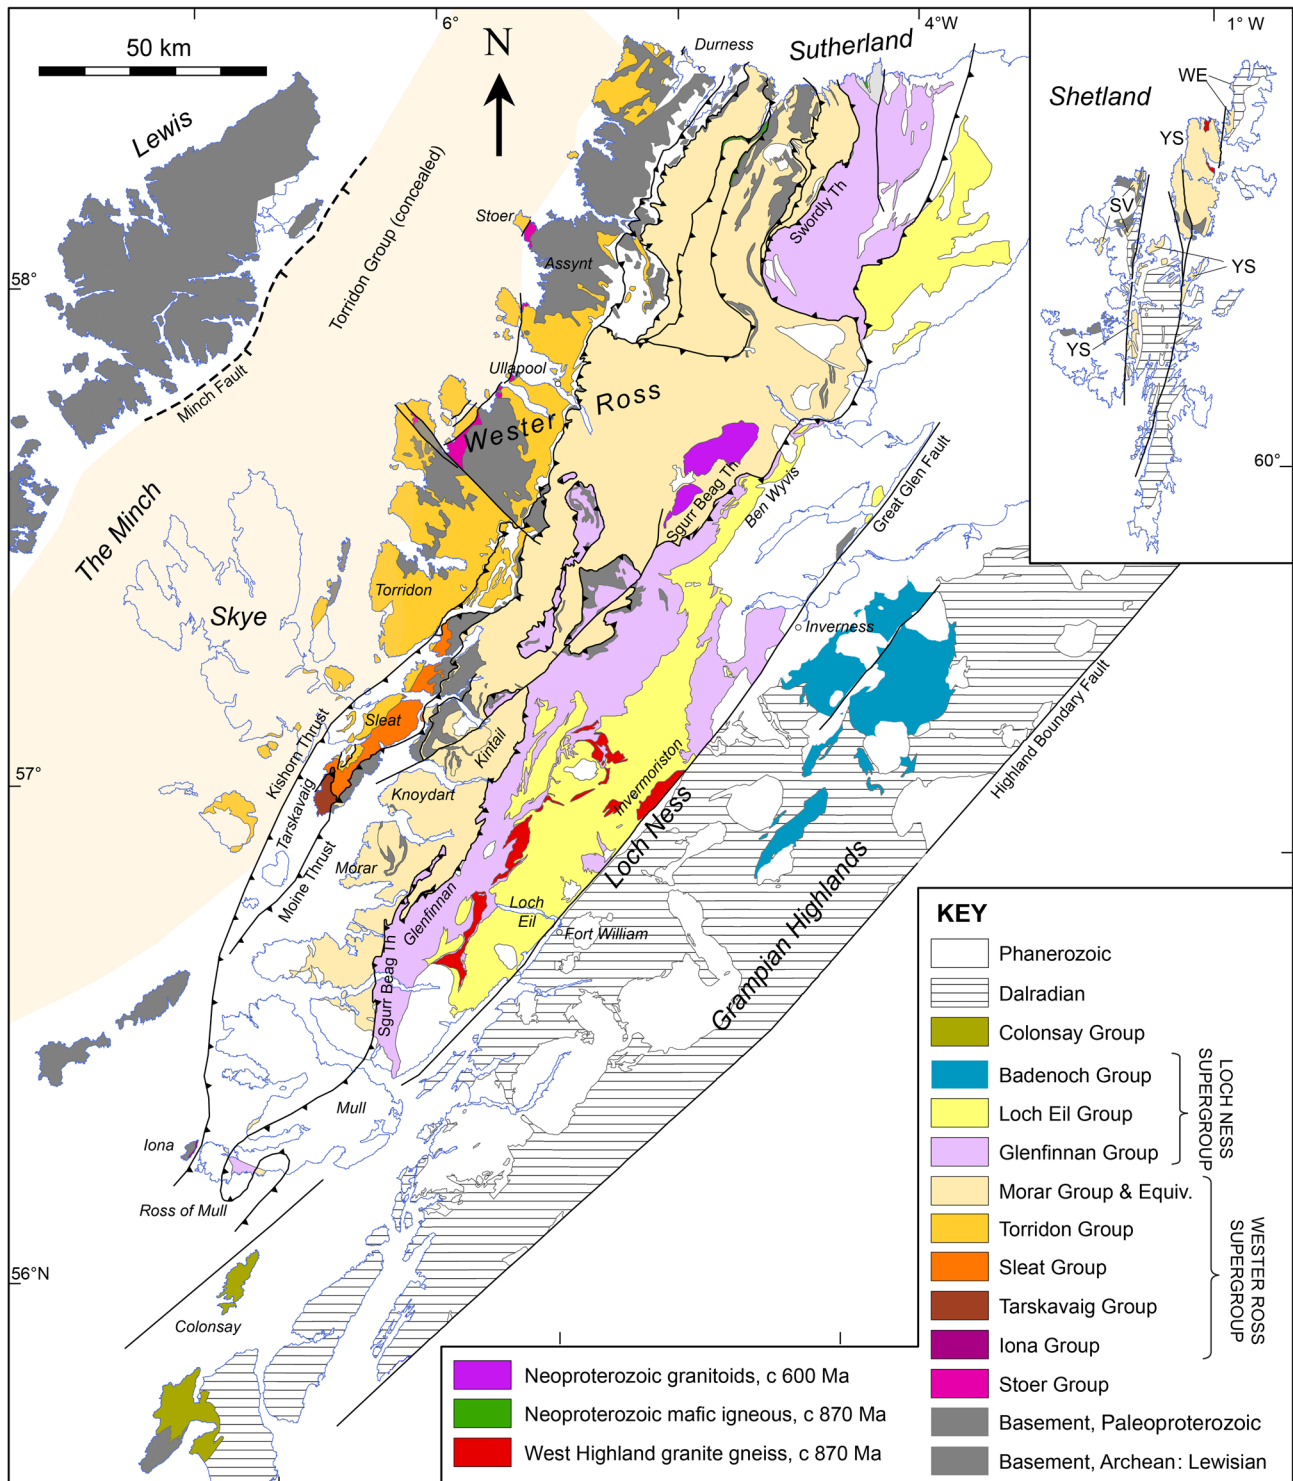 6°
4°W
1° W
50 km
N
Durness
Sutherland
Shetland
WE
YS
SV
YS
YS
60°
Lewis
Torridon Group (concealed)
Stoer
Assynt
Swordly Th
58°
Minch Fault
Ullapool
Wester Ross
The Minch
Sgurr Beag Th
Ben Wyvis
Great Glen Fault
Torridon
Skye
Inverness
Sleat
Kintail
Kishorn Thrust
Highland Boundary Fault
57°
Tarskavaig
Knoydart
Invermoriston
Loch Ness
Morar
Moine Thrust
Glenfinnan
Loch
Eil
Fort William
Grampian Highlands
Sgurr Beag Th
Mull
Iona
Ross of Mull
56°N
Colonsay
KEY
Phanerozoic
Dalradian
Colonsay Group
Badenoch Group
Loch Eil Group
Glenfinnan Group
LOCH NESS
SUPERGROUP
Morar Group & Equiv.
Torridon Group
Sleat Group
Tarskavaig Group
Iona Group
WESTER ROSS
SUPERGROUP
Stoer Group
Basement, Paleoproterozoic
Basement, Archean: Lewisian
Neoproterozoic granitoids, c 600 Ma
Neoproterozoic mafic igneous, c 870 Ma
West Highland granite gneiss, c 870 Ma